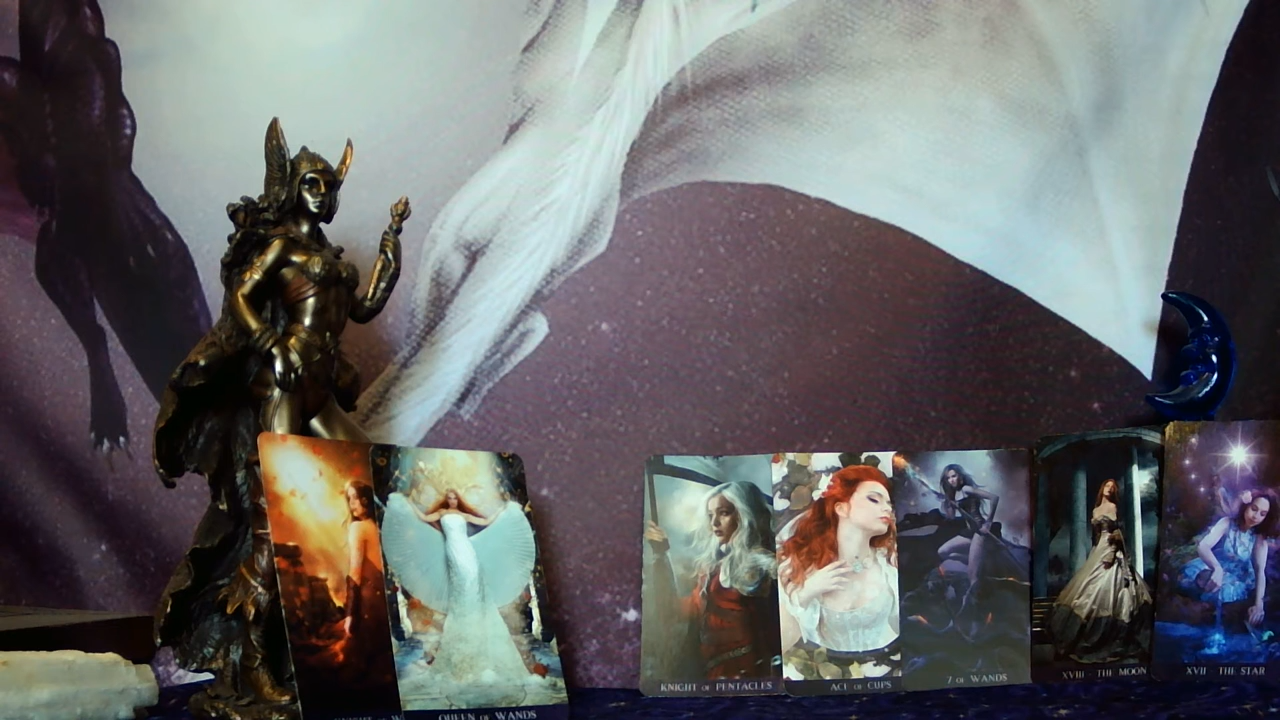 QUEEN OF WANDS
KNIGHT OF PENTACLES
ACE OF CUPS
7 OF WANDS
XVIII · THE MOON
XVII · THE STAR